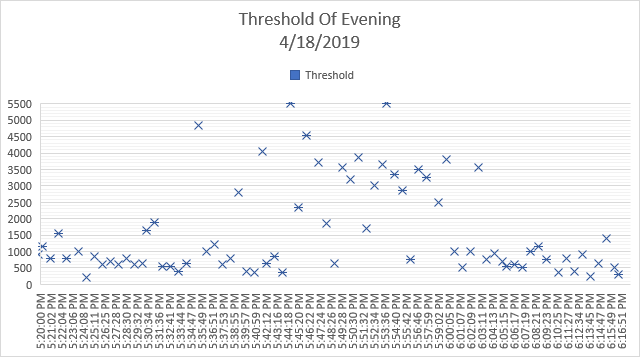 Threshold Of Evening
4/18/2019
Threshold
5500
5000
4500
4000
3500
3000
2500
2000
1500
1000
500
0
5:20:00 PM
5:21:02 PM
5:22:04 PM
5:23:06 PM
5:24:08 PM
5:25:11 PM
5:26:25 PM
5:27:28 PM
5:28:30 PM
5:29:32 PM
5:30:34 PM
5:31:36 PM
5:32:41 PM
5:33:44 PM
5:34:47 PM
5:35:49 PM
5:36:51 PM
5:37:53 PM
5:38:55 PM
5:39:57 PM
5:40:59 PM
5:42:12 PM
5:43:16 PM
5:44:18 PM
5:45:20 PM
5:46:22 PM
5:47:24 PM
5:48:26 PM
5:49:28 PM
5:50:30 PM
5:51:32 PM
5:52:34 PM
5:53:36 PM
5:54:40 PM
5:55:42 PM
5:56:46 PM
5:57:59 PM
5:59:02 PM
6:00:05 PM
6:01:07 PM
6:02:09 PM
6:03:11 PM
6:04:13 PM
6:05:15 PM
6:06:17 PM
6:07:19 PM
6:08:21 PM
6:09:23 PM
6:10:25 PM
6:11:27 PM
6:12:34 PM
6:13:45 PM
6:14:47 PM
6:15:49 PM
6:16:51 PM